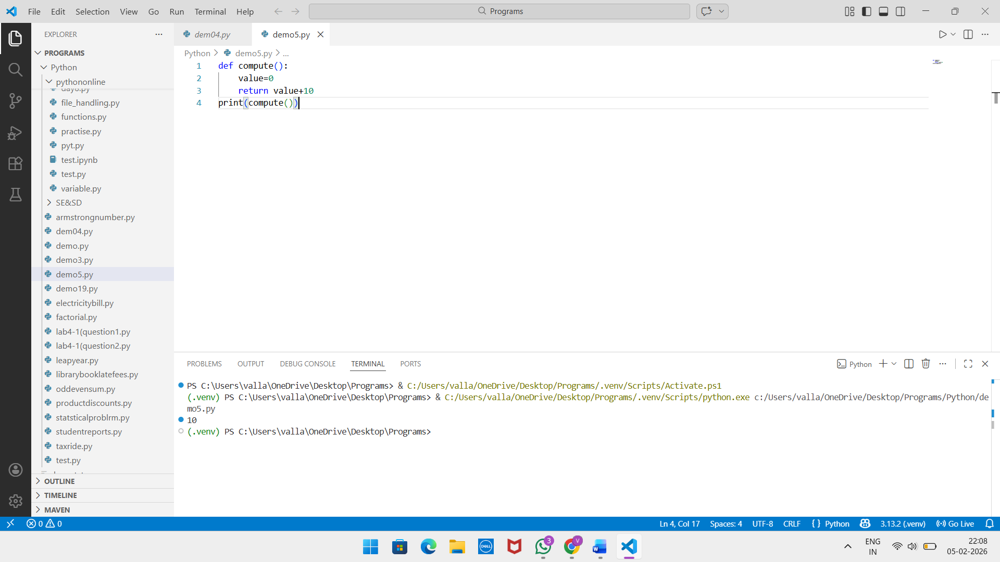 File Edit Selection View Go Run Terminal Help
Programs
EXPLORER
PROGRAMS
Python
pythononline
day8.py
file_handling.py
functions.py
practise.py
pyt.py
test.ipynb
test.py
variable.py
SE&SD
armstrongnumber.py
dem04.py
demo.py
demo3.py
demo5.py
demo19.py
electricitybill.py
factorial.py
lab4-1(question1.py
lab4-1(question2.py
leapyear.py
librarybooklatefees.py
oddevensum.py
productdiscounts.py
statsticalproblrm.py
studentreports.py
taxride.py
test.py
OUTLINE
TIMELINE
MAVEN
dem04.py demo5.py
Python > demo5.py > ...
1 def compute():
2 value=0
3 return value+10
4 print(compute())
PROBLEMS OUTPUT DEBUG CONSOLE TERMINAL PORTS
Python
PS C:\Users\valla\OneDrive\Desktop\Programs> & C:/Users/valla/OneDrive/Desktop/Programs/.venv/Scripts/Activate.ps1
(.venv) PS C:\Users\valla\OneDrive\Desktop\Programs> & C:/Users/valla/OneDrive/Desktop/Programs/.venv/Scripts/python.exe c:/Users/valla/OneDrive/Desktop/Programs/Python/de
mo5.py
10
(.venv) PS C:\Users\valla\OneDrive\Desktop\Programs>
0 0
Ln 4, Col 17 Spaces: 4 UTF-8 CRLF { } Python 3.13.2 (.venv) Go Live
DELL
3
V
W
ENG
IN
22:08
05-02-2026